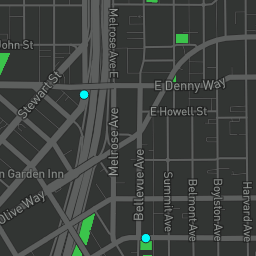 John St
Melrose Ave E
Stewart St
E Denny Way
E Howell St
Melrose Ave
n Garden Inn
Bellevue Ave
Summit Ave
Belmont Ave
Boylston Ave
Harvard Ave
Olive Way